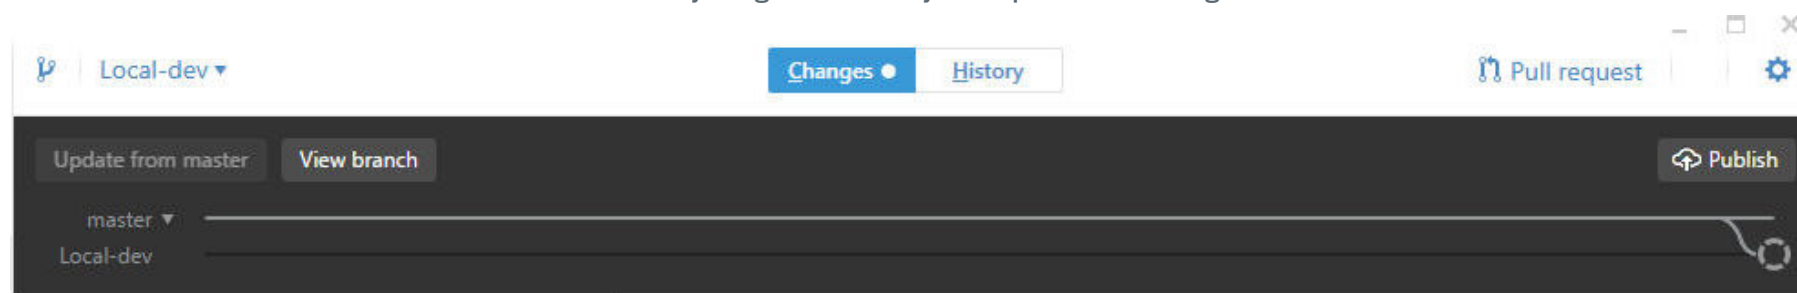 Local-dev
Changes History
Pull request
Update from master View branch
Publish
master
Local-dev